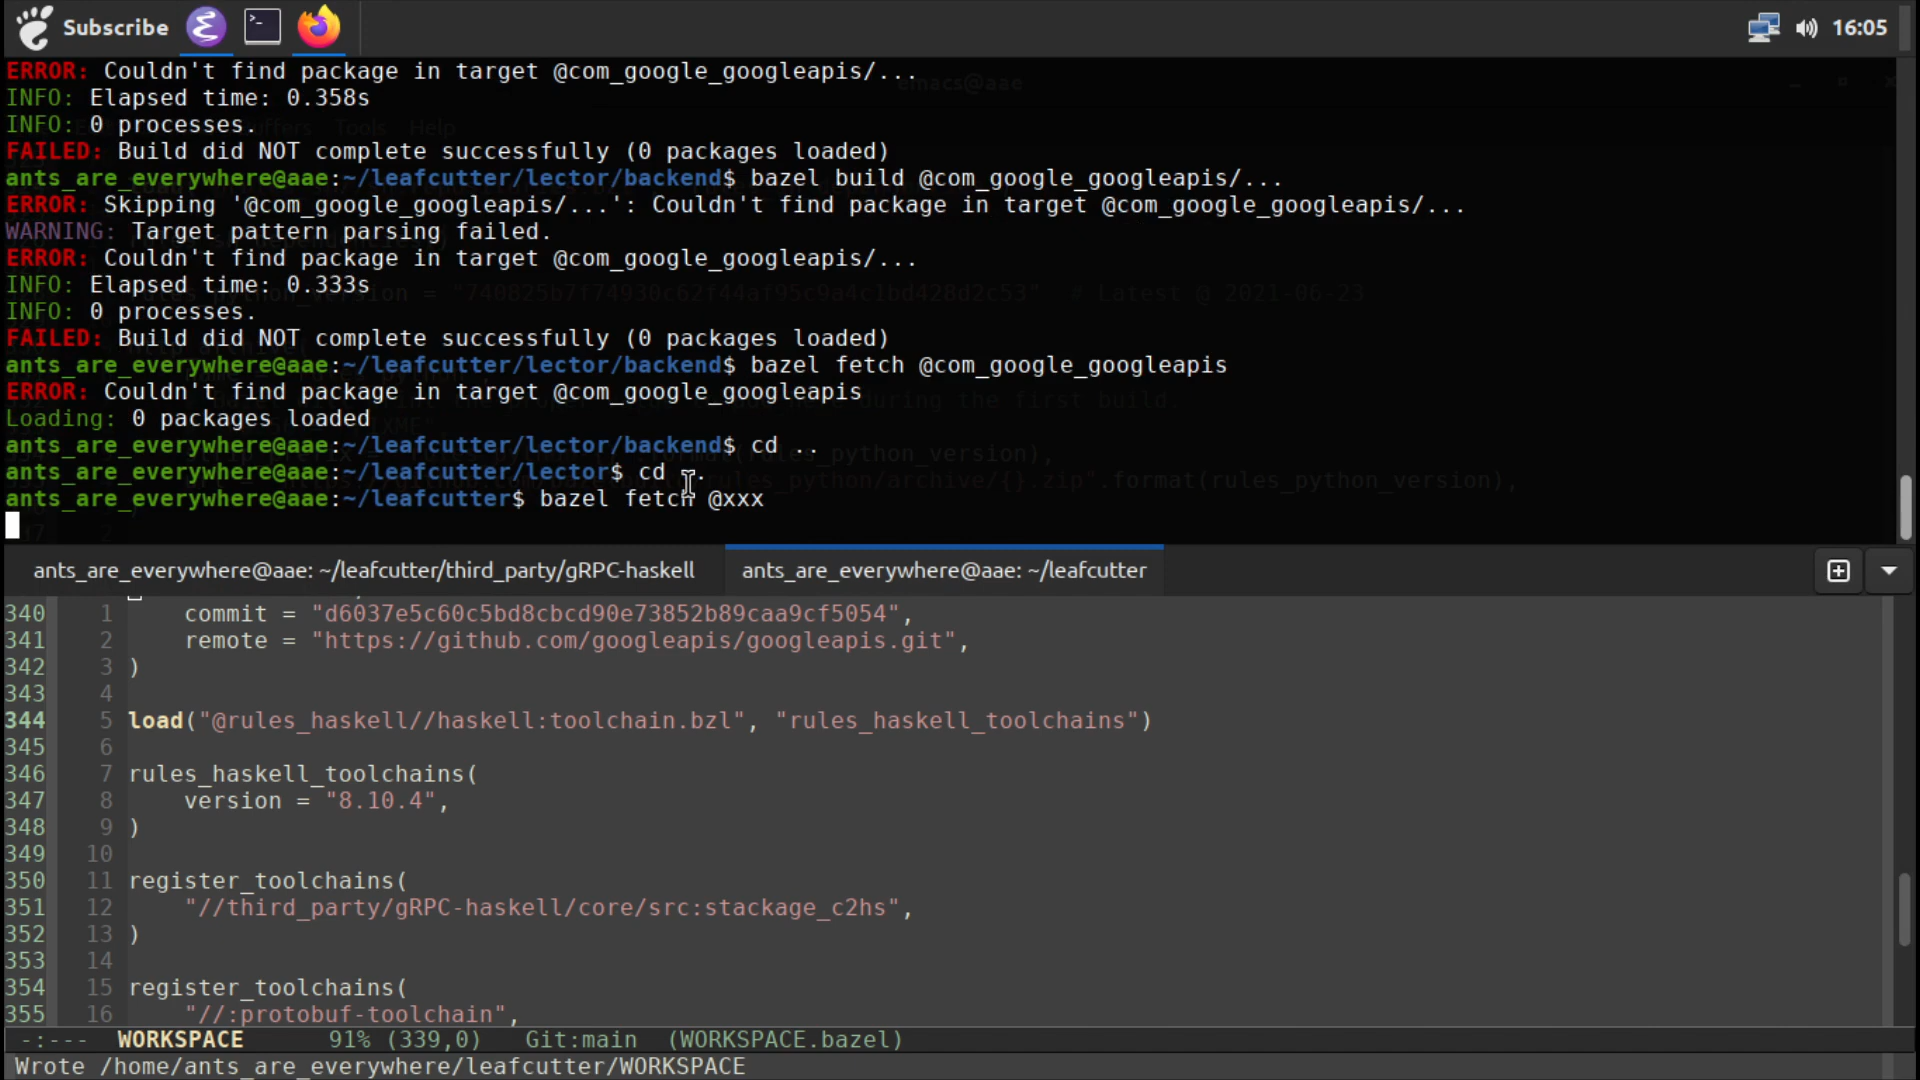 Subscribe 16:05
ERROR: Couldn't find package in target @com_google_googleapis/...
INFO: Elapsed time: 0.358s
INFO: 0 processes.
FAILED: Build did NOT complete successfully (0 packages loaded)
ants_are_everywhere@aae:~/leafcutter/lector/backend$ bazel build @com_google_googleapis/...
ERROR: Skipping '@com_google_googleapis/...': Couldn't find package in target @com_google_googleapis/...
WARNING: Target pattern parsing failed.
ERROR: Couldn't find package in target @com_google_googleapis/...
INFO: Elapsed time: 0.333s
INFO: 0 processes.
FAILED: Build did NOT complete successfully (0 packages loaded)
ants_are_everywhere@aae:~/leafcutter/lector/backend$ bazel fetch @com_google_googleapis
ERROR: Couldn't find package in target @com_google_googleapis
Loading: 0 packages loaded
ants_are_everywhere@aae:~/leafcutter/lector/backend$ cd ..
ants_are_everywhere@aae:~/leafcutter/lector$ cd ..
ants_are_everywhere@aae:~/leafcutter$ bazel fetch @xxx
ants_are_everywhere@aae: ~/leafcutter/third_party/gRPC-haskell ants_are_everywhere@aae: ~/leafcutter
340 1 commit = "d6037e5c60c5bd8cbcd90e73852b89caa9cf5054",
341 2 remote = "https://github.com/googleapis/googleapis.git",
342 3 )
343 4
344 5 load("@rules_haskell//haskell:toolchain.bzl", "rules_haskell_toolchains")
345 6
346 7 rules_haskell_toolchains(
347 8 version = "8.10.4",
348 9 )
349 10
350 11 register_toolchains(
351 12 "//third_party/gRPC-haskell/core/src:stackage_c2hs",
352 13 )
353 14
354 15 register_toolchains(
355 16 "//:protobuf-toolchain",
-:--- WORKSPACE 91% (339,0) Git:main (WORKSPACE.bazel)
Wrote /home/ants_are_everywhere/leafcutter/WORKSPACE